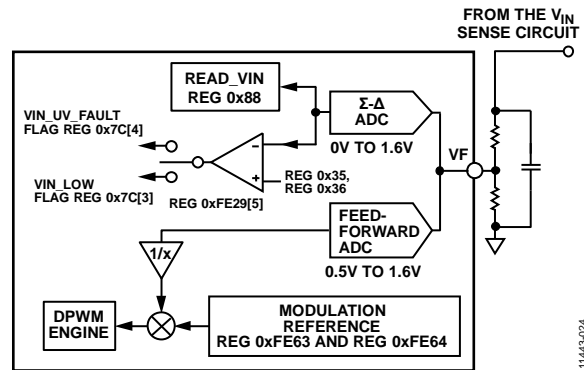 FROM THE VIN
SENSE CIRCUIT
READ_VIN
REG 0x88
Σ-Δ
ADC
VIN_UV_FAULT
FLAG REG 0x7C[4]
0V TO 1.6V
VF
–
+
REG 0x35,
REG 0x36
VIN_LOW
FLAG REG 0x7C[3]
REG 0xFE29[5]
FEED-
FORWARD
ADC
1/x
0.5V TO 1.6V
DPWM
ENGINE
MODULATION
REFERENCE
REG 0xFE63 AND REG 0xFE64
11443-024